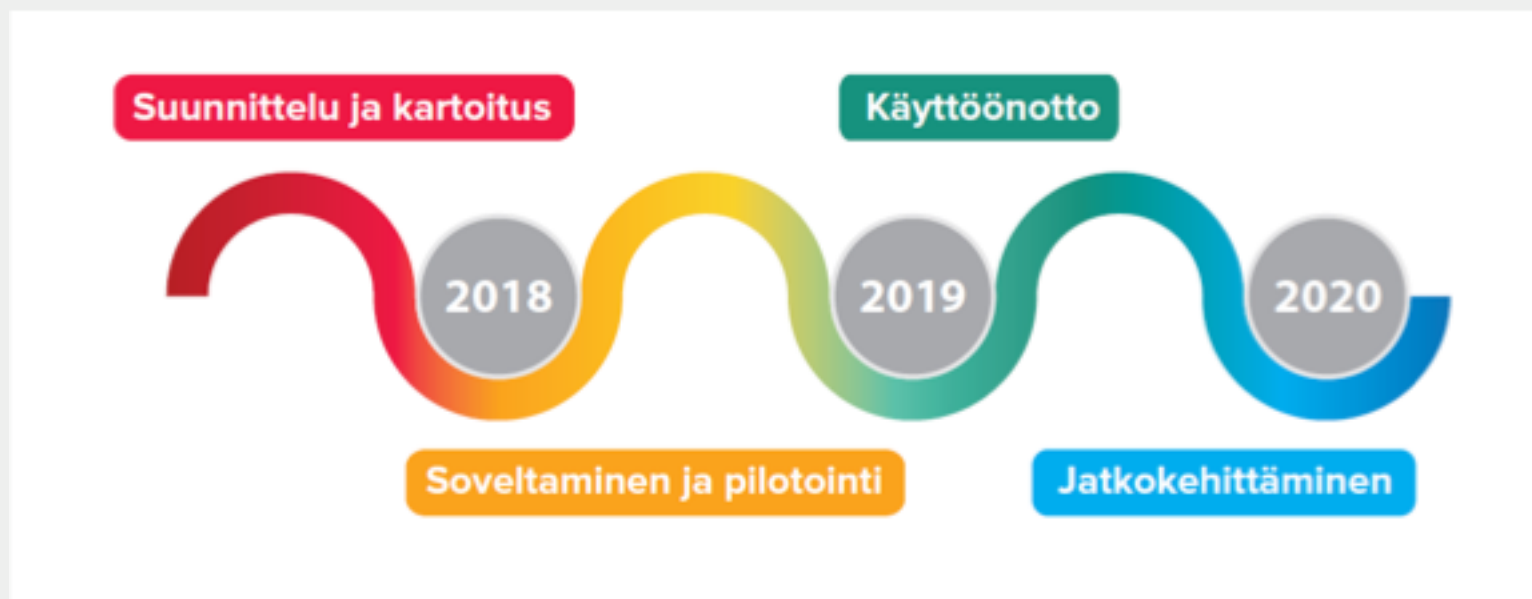 Suunnittelu ja kartoitus
Käyttöönotto
2018
2019
2020
Soveltaminen ja pilotointi
Jatkokehittäminen